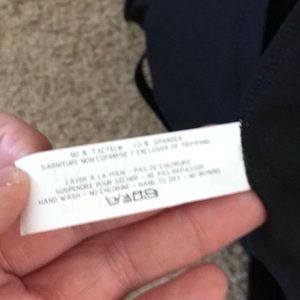 90 % TACTEL® 10 % SPANDEX
GARNITURE NON COMPRISE / EXCLUSIVE OF TRIMMING
LAVER A LA MAIN - PAS DE CHLORURE
SUSPENDRE POUR SECHER - NE PAS REPASSER
HAND WASH - NO CHLORINE - HANG TO DRY - NO IRONING